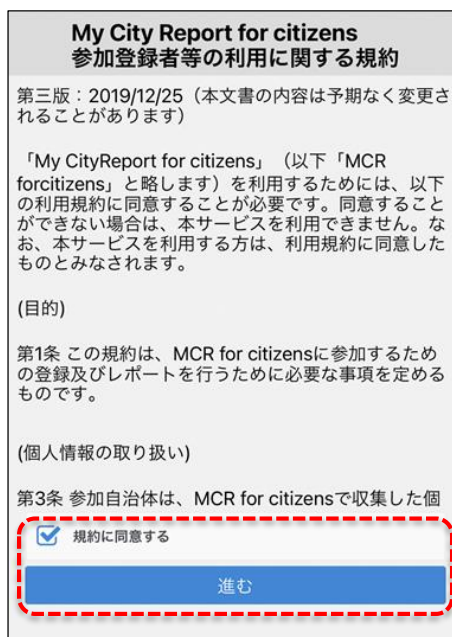 My City Report for citizens
参加登録者等の利用に関する規約
第三版：2019/12/25（本文書の内容は予期なく変更さ
れることがあります）
「My CityReport for citizens」（以下「MCR
forcitizens」と略します）を利用するためには、以下
の利用規約に同意することが必要です。同意すること
ができない場合は、本サービスを利用できません。な
お、本サービスを利用する方は、利用規約に同意した
ものとみなされます。
(目的)
第1条 この規約は、MCR for citizensに参加するため
の登録及びレポートを行うために必要な事項を定める
ものです。
(個人情報の取り扱い)
第3条 参加自治体は、MCR for citizensで収集した個
規約に同意する
進む